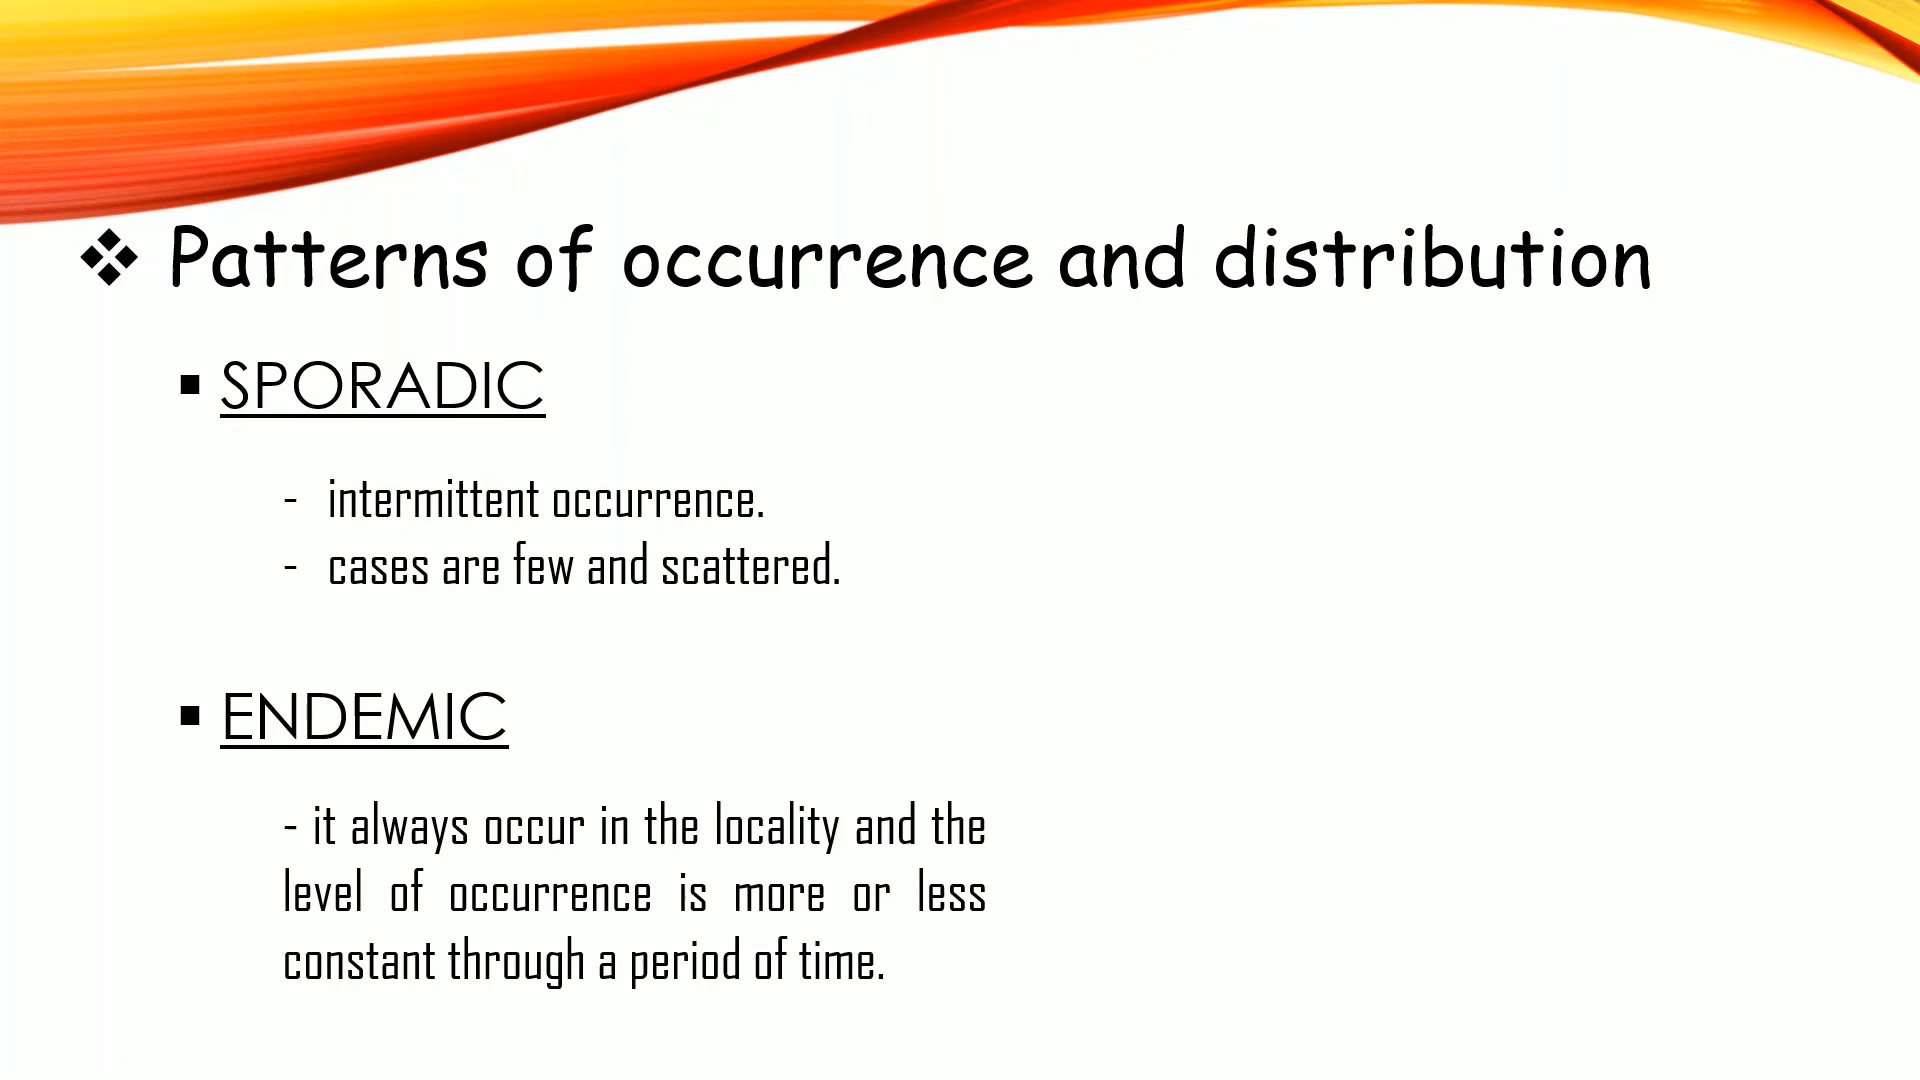 ❖ Patterns of occurrence and distribution
▪ SPORADIC
- intermittent occurrence.
- cases are few and scattered.
▪ ENDEMIC
- it always occur in the locality and the
level of occurrence is more or less
constant through a period of time.